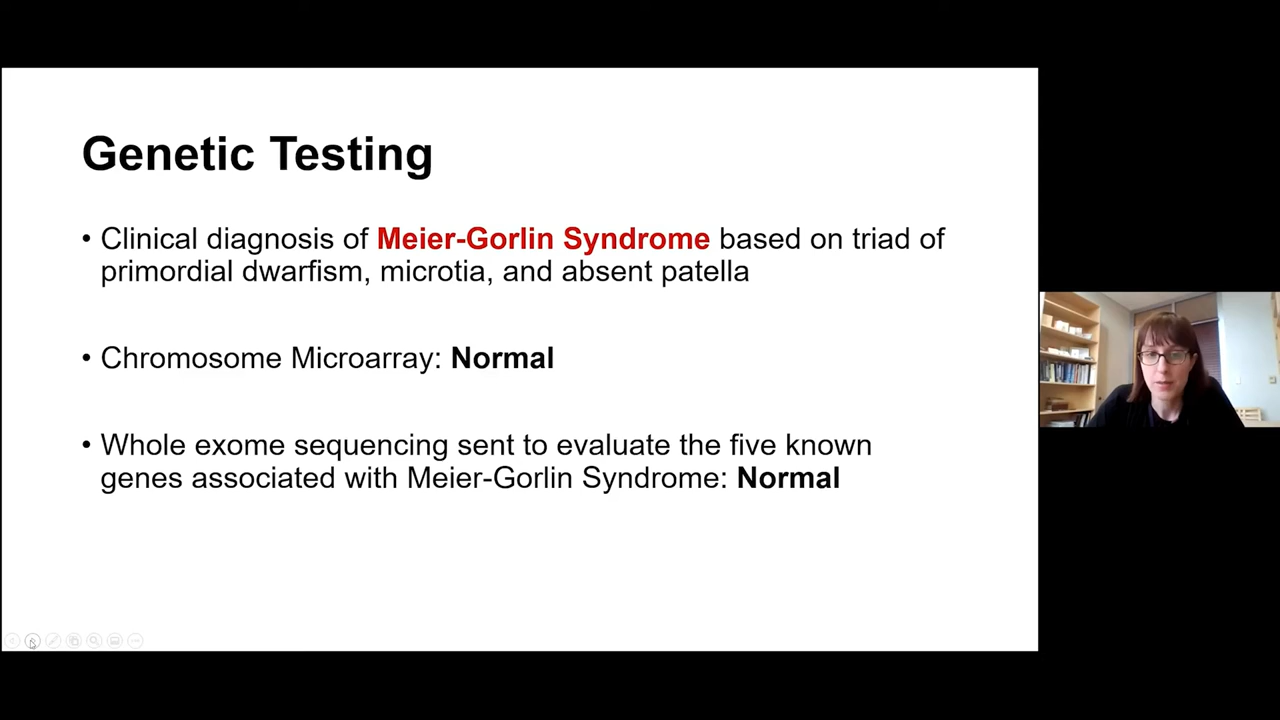 Genetic Testing
• Clinical diagnosis of Meier-Gorlin Syndrome based on triad of
primordial dwarfism, microtia, and absent patella
• Chromosome Microarray: Normal
• Whole exome sequencing sent to evaluate the five known
genes associated with Meier-Gorlin Syndrome: Normal